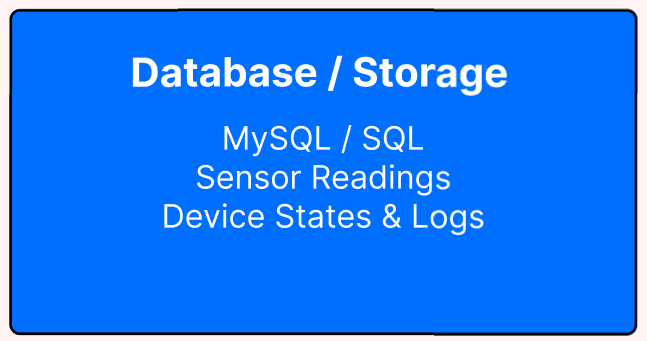 Database / Storage
MySQL / SQL
Sensor Readings
Device States & Logs